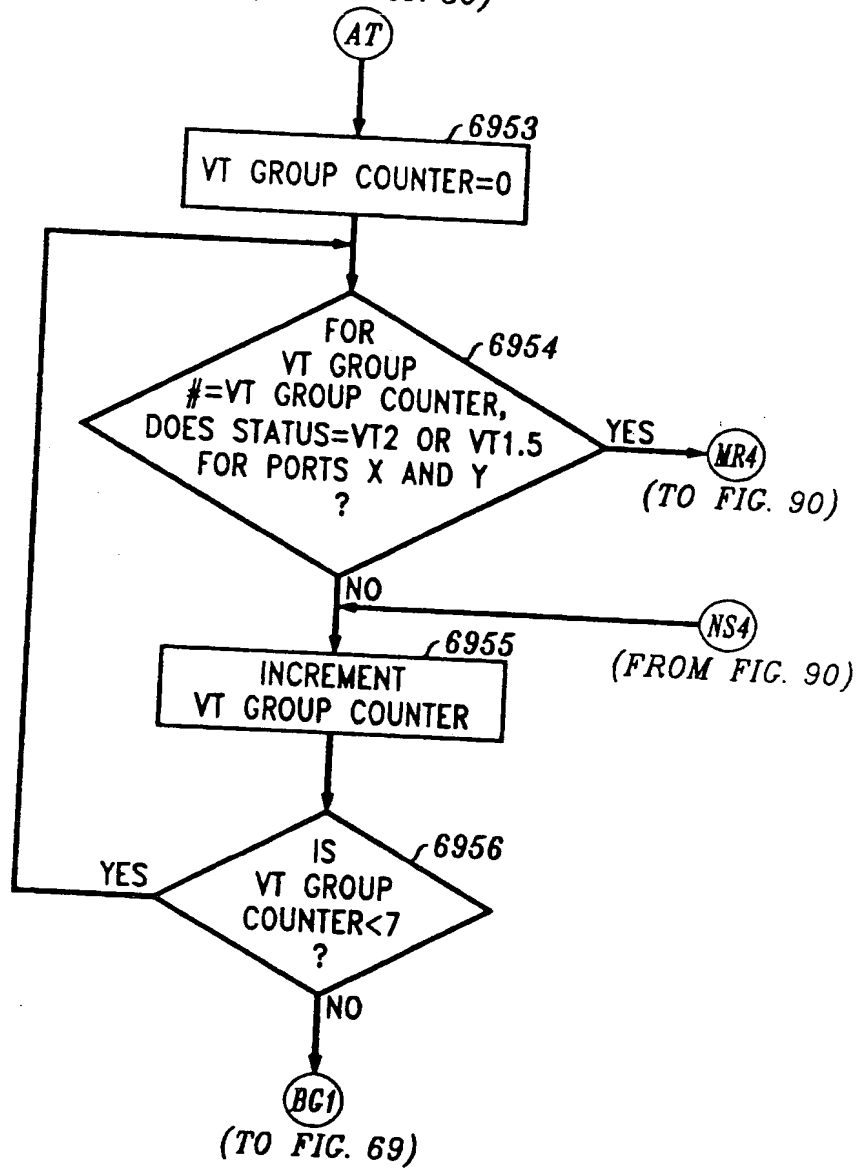 AT
6953
VT GROUP COUNTER=0
FOR
VT GROUP
#=VT GROUP COUNTER,
DOES STATUS=VT2 OR VT1.5
FOR PORTS X AND Y
?
6954
YES
MR4
(TO FIG. 90)
NO
NS4
(FROM FIG. 90)
6955
INCREMENT
VT GROUP COUNTER
6956
IS
VT GROUP
COUNTER<7
?
YES
NO
BG1
(TO FIG. 69)